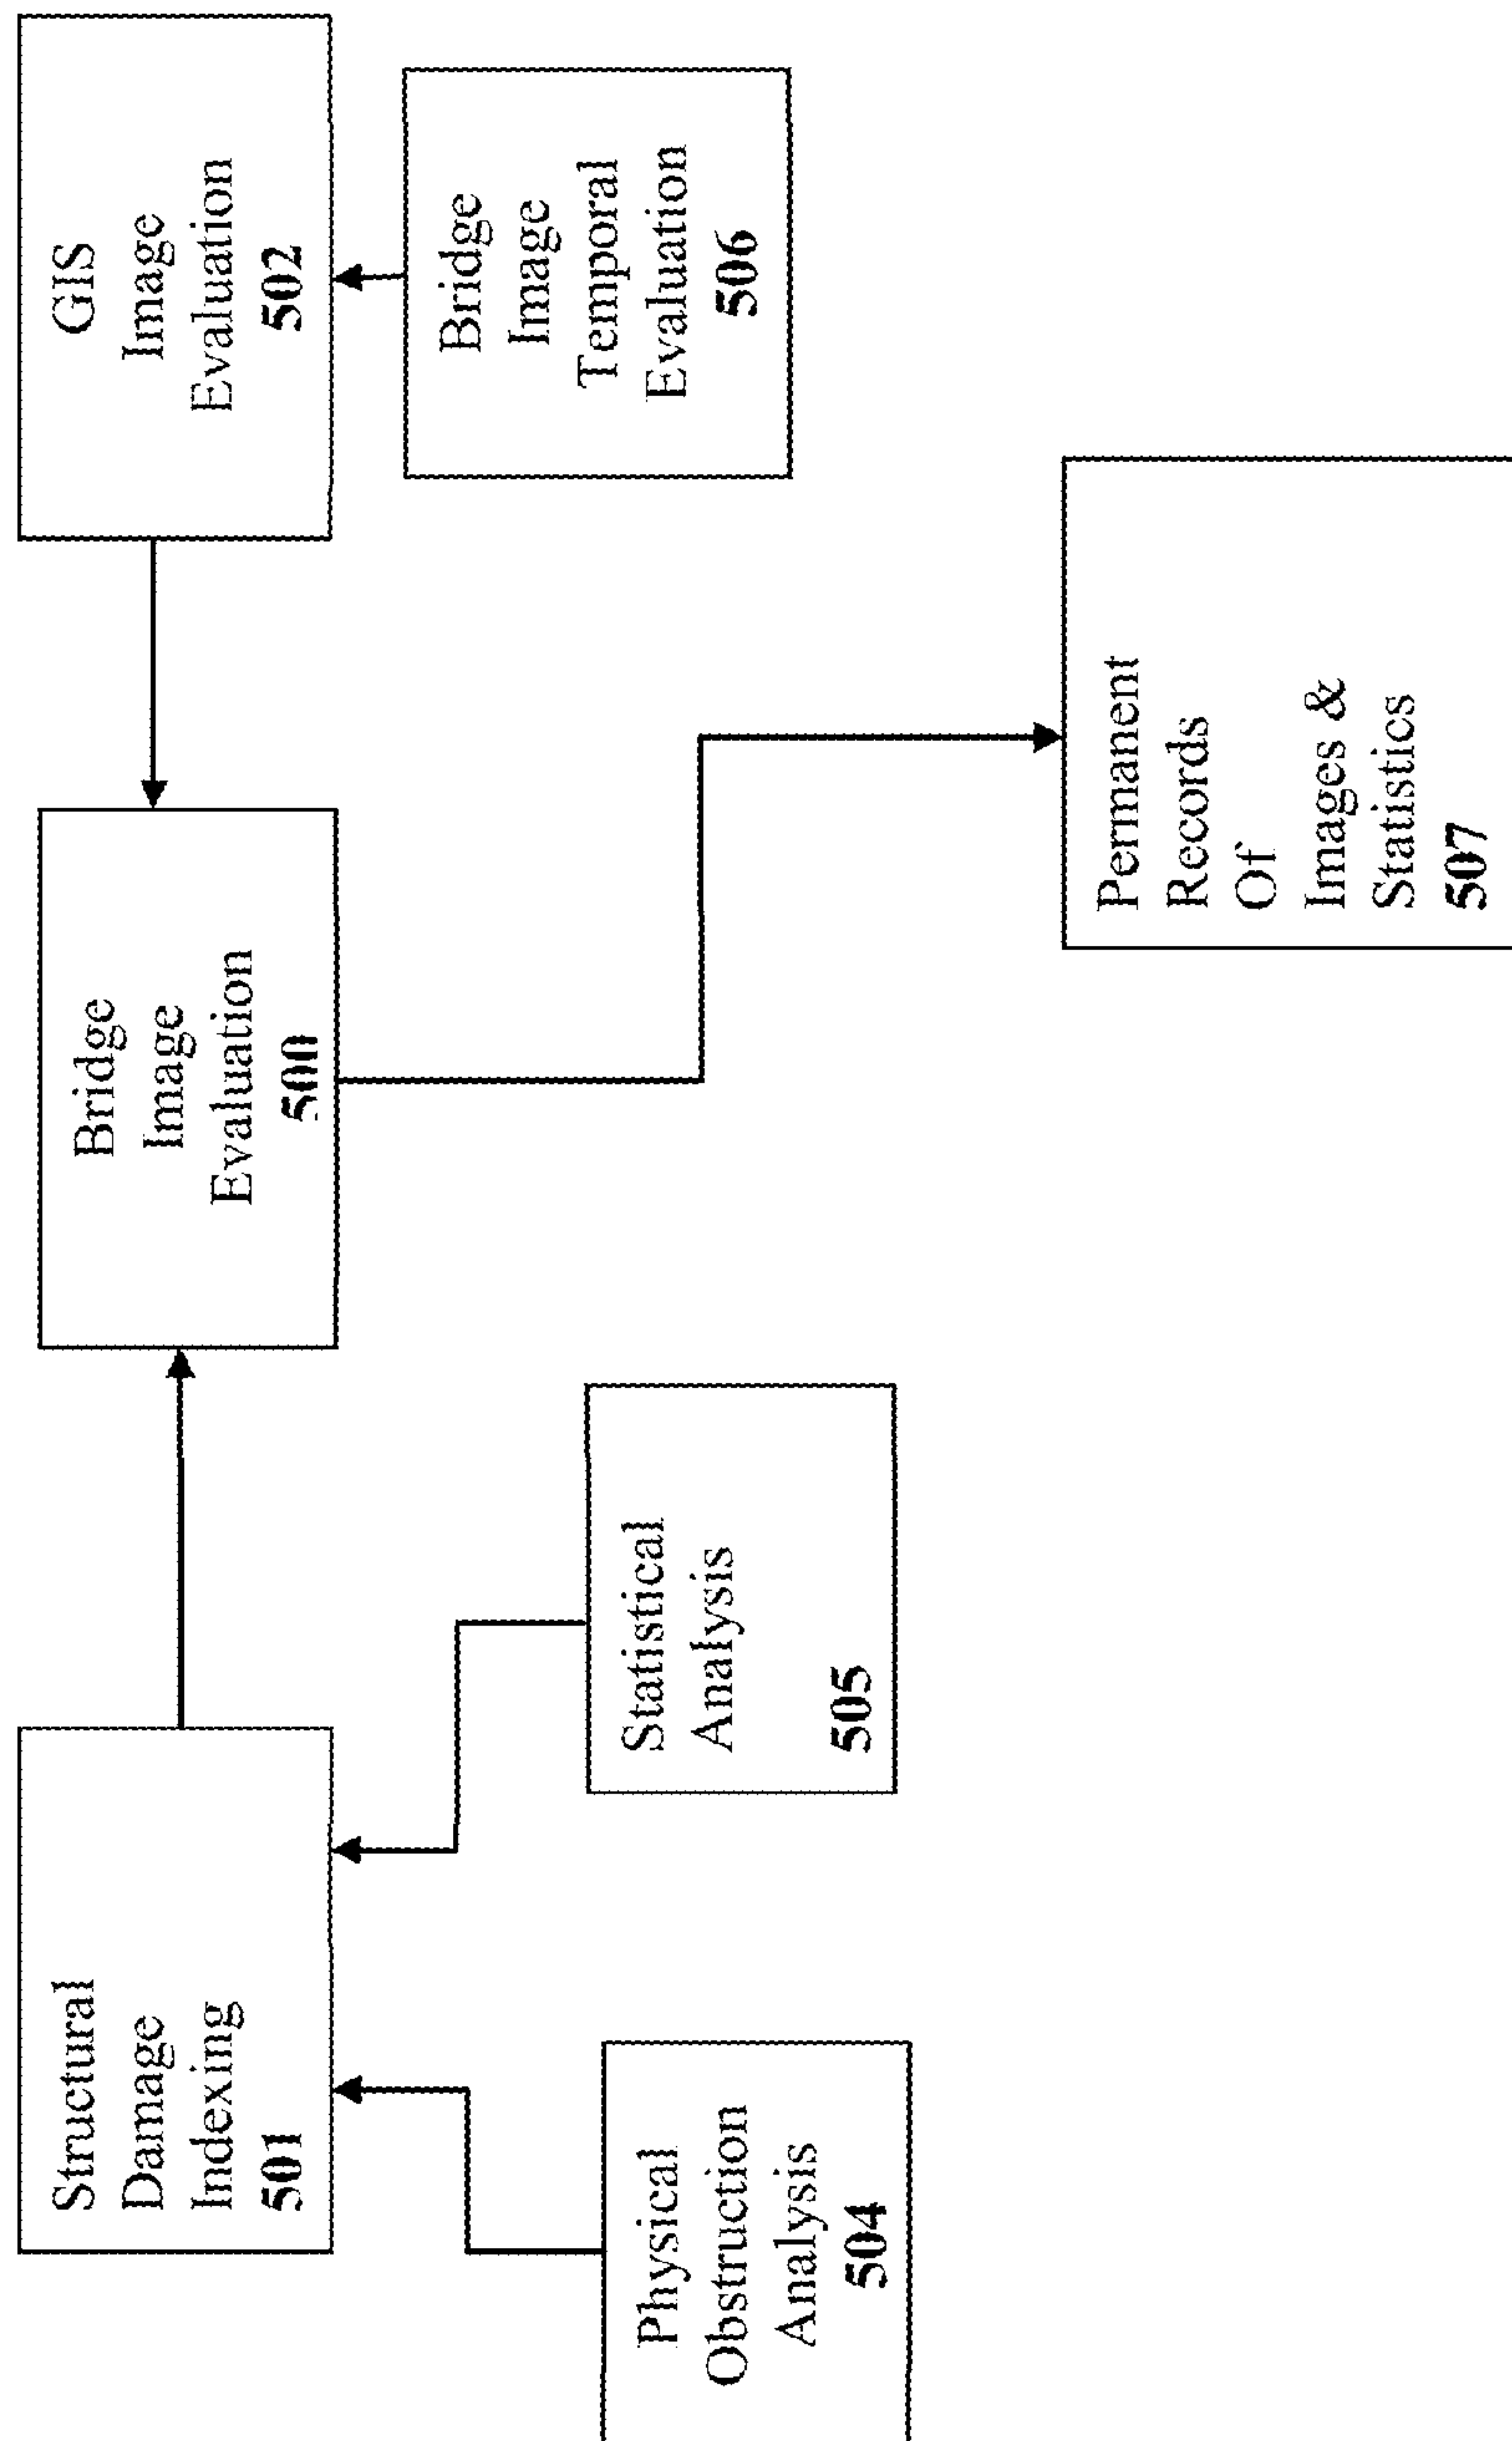 Structural
Damage
Indexing
501
Bridge
Image
Evaluation
500
GIS
Image
Evaluation
502
Physical
Obstruction
Analysis
504
Statistical
Analysis
505
Bridge
Image
Temporal
Evaluation
506
Permanent
Records
Of
Images &
Statistics
507